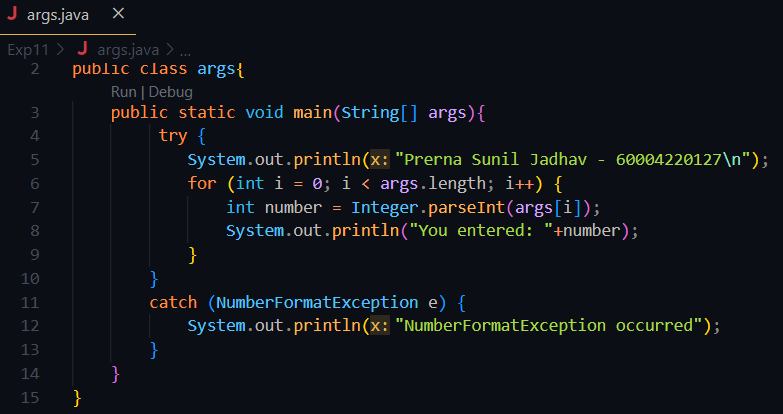 J args.java ×
Exp11 > J args.java > ...
2 public class args{
Run | Debug
3 public static void main(String[] args){
4 try {
5 System.out.println(x: "Prerna Sunil Jadhav - 60004220127\n");
6 for (int i = 0; i < args.length; i++) {
7 int number = Integer.parseInt(args[i]);
8 System.out.println("You entered: "+number);
9 }
10 }
11 catch (NumberFormatException e) {
12 System.out.println(x: "NumberFormatException occurred");
13 }
14 }
15 }